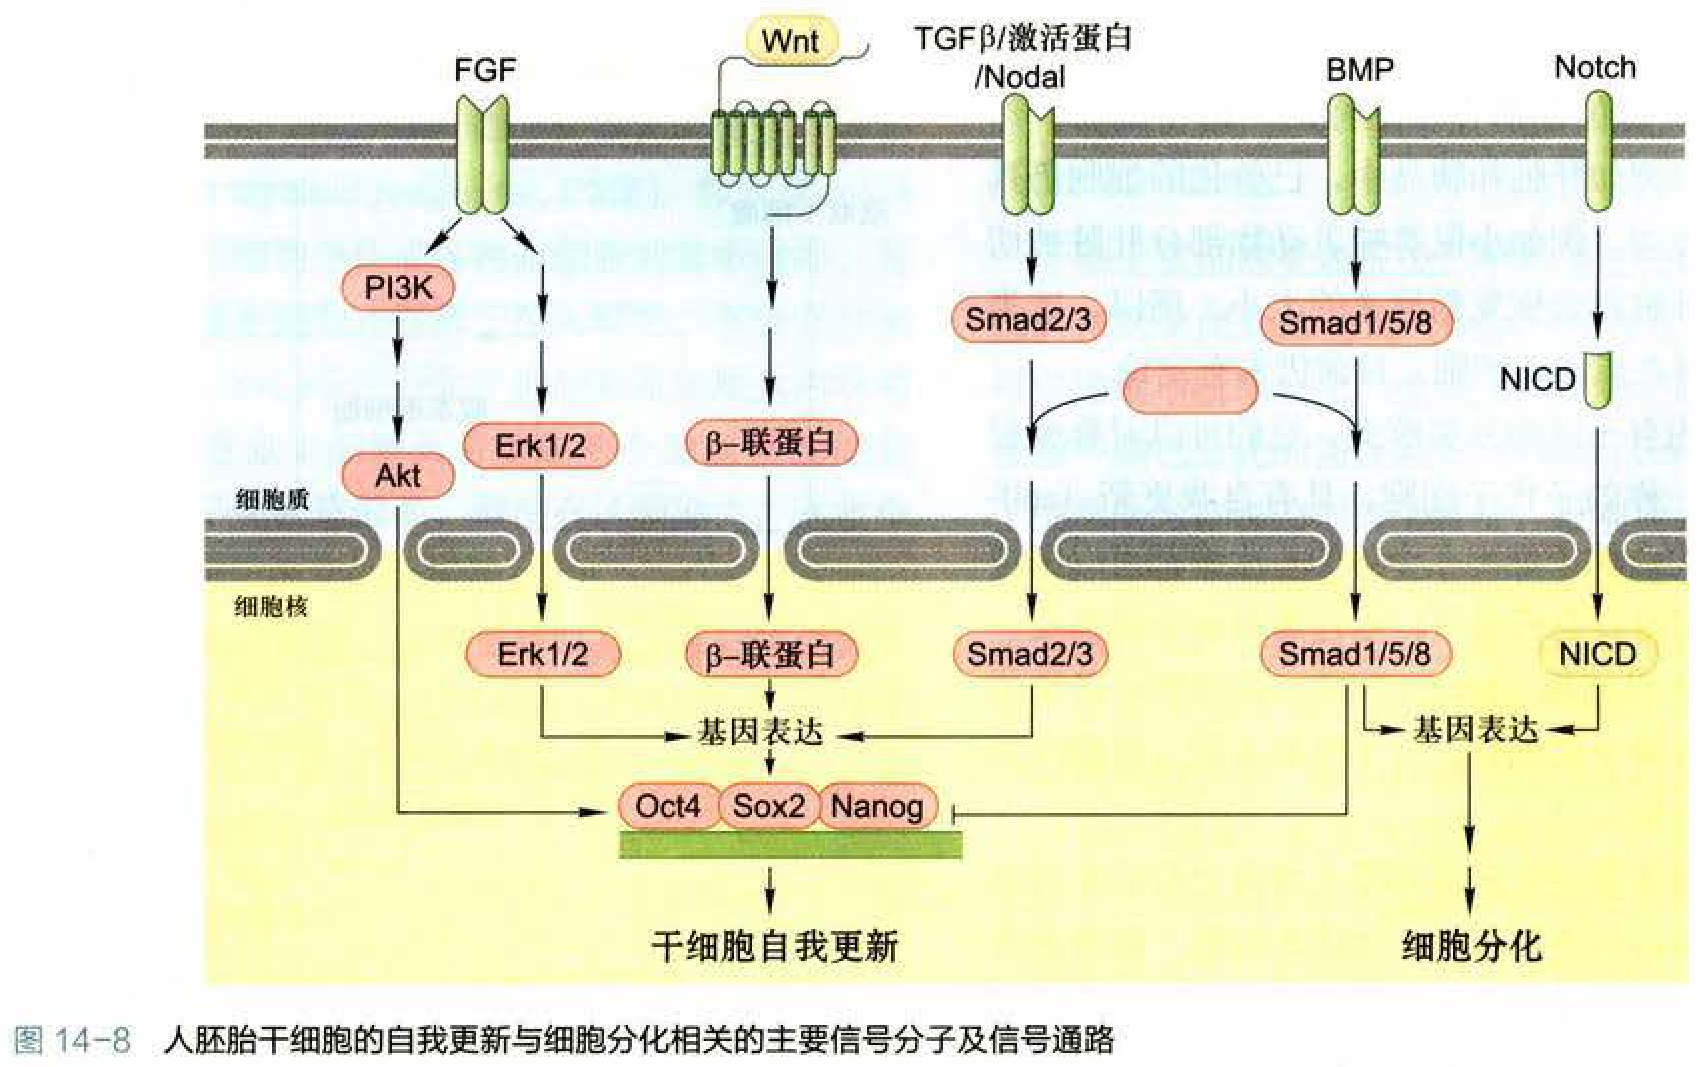 Wnt
TGFβ/激活蛋白
/Nodal
FGF
BMP
Notch
PI3K
Smad2/3
Smad1/5/8
NICD
Erk1/2
β-联蛋白
Akt
细胞质
细胞核
Erk1/2
β-联蛋白
Smad2/3
Smad1/5/8
NICD
基因表达
基因表达
Oct4 Sox2 Nanog
干细胞自我更新
细胞分化
图 14-8 人胚胎干细胞的自我更新与细胞分化相关的主要信号分子及信号通路